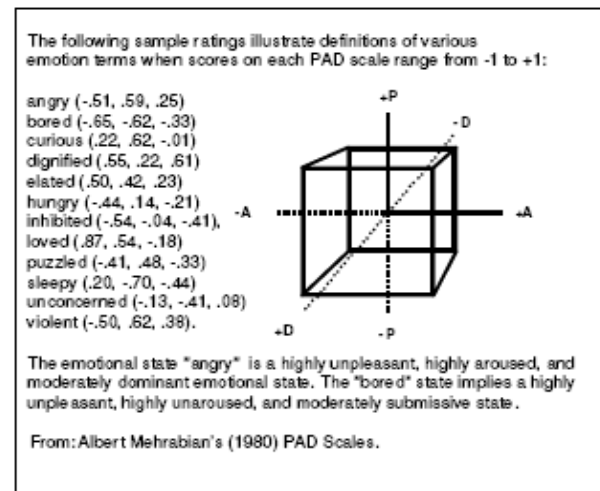 The following sample ratings illustrate definitions of various
emotion terms when scores on each PAD scale range from -1 to +1:
angry (-.51, .59, .25)
bored (-.65, -.62, -.33)
curious (.22, .62, -.01)
dignified (.55, .22, .61)
elated (.50, .42, .23)
hungry (-.44, .14, -.21)
inhibited (-.54, -.04, -.41),
loved (.87, .54, -.18)
puzzled (-.41, .48, -.33)
sleepy (.20, -.70, -.44)
unconcerned (-.13, -.41, .08)
violent (-.50, .62, .38).
+P
-D
-A
+A
+D
-P
The emotional state "angry" is a highly unpleasant, highly aroused, and
moderately dominant emotional state. The "bored" state implies a highly
unpleasant, highly unaroused, and moderately submissive state.
From: Albert Mehrabian's (1980) PAD Scales.